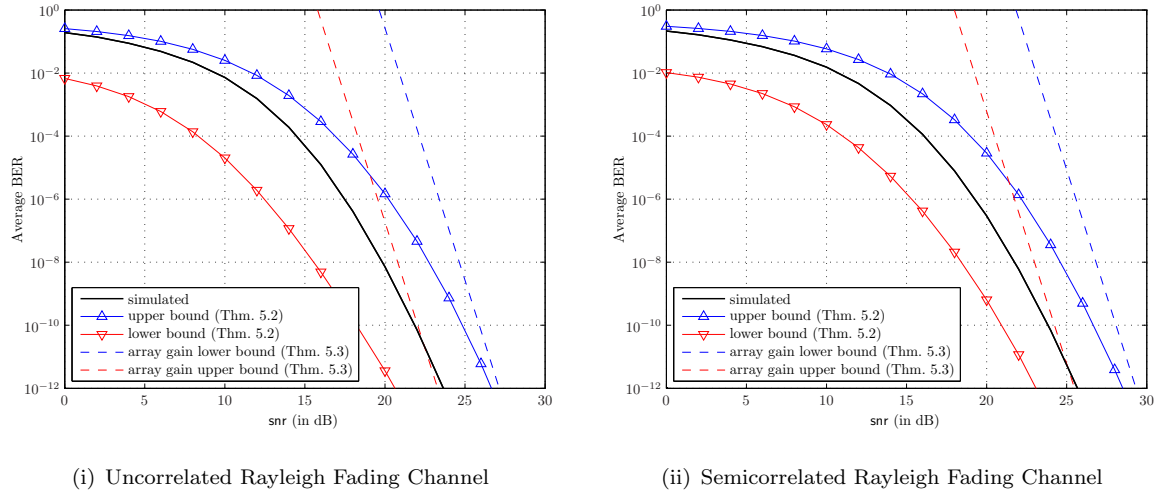 10^0
10^−2
10^−4
10^−6
10^−8
10^−10
10^−12
Average BER
simulated
upper bound (Thm. 5.2)
lower bound (Thm. 5.2)
array gain lower bound (Thm. 5.3)
array gain upper bound (Thm. 5.3)
0 5 10 15 20 25 30
snr (in dB)
(i) Uncorrelated Rayleigh Fading Channel
10^0
10^−2
10^−4
10^−6
10^−8
10^−10
10^−12
Average BER
simulated
upper bound (Thm. 5.2)
lower bound (Thm. 5.2)
array gain lower bound (Thm. 5.3)
array gain upper bound (Thm. 5.3)
0 5 10 15 20 25 30
snr (in dB)
(ii) Semicorrelated Rayleigh Fading Channel